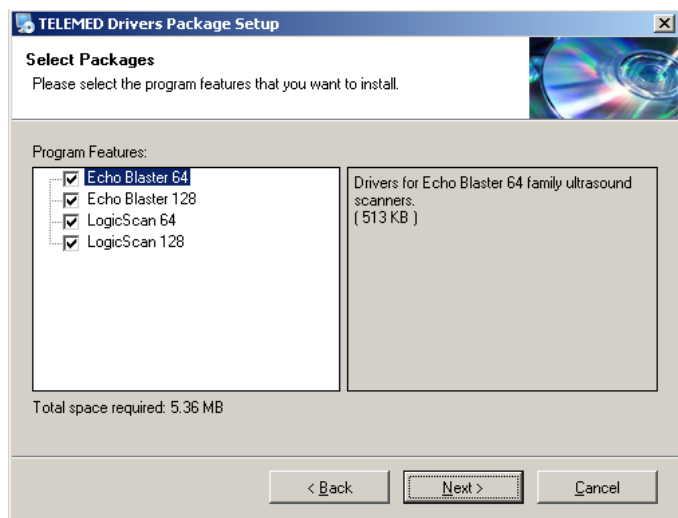 TELEMED Drivers Package Setup
Select Packages
Please select the program features that you want to install.
Program Features:
Echo Blaster 64
Echo Blaster 128
LogicScan 64
LogicScan 128
Drivers for Echo Blaster 64 family ultrasound
scanners.
( 513 KB )
Total space required: 5.36 MB
< Back
Next >
Cancel